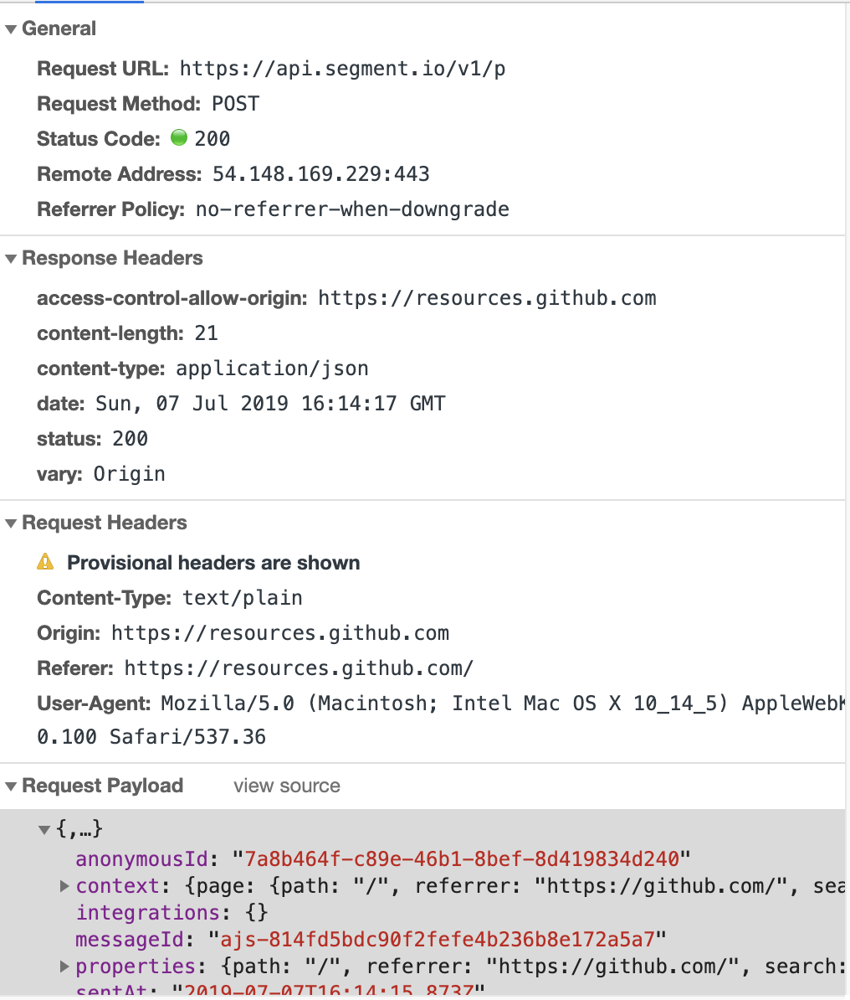 General
Request URL: https://api.segment.io/v1/p
Request Method: POST
Status Code: 200
Remote Address: 54.148.169.229:443
Referrer Policy: no-referrer-when-downgrade
Response Headers
access-control-allow-origin: https://resources.github.com
content-length: 21
content-type: application/json
date: Sun, 07 Jul 2019 16:14:17 GMT
status: 200
vary: Origin
Request Headers
Provisional headers are shown
Content-Type: text/plain
Origin: https://resources.github.com
Referer: https://resources.github.com/
User-Agent: Mozilla/5.0 (Macintosh; Intel Mac OS X 10_14_5) AppleWebK
0.100 Safari/537.36
Request Payload view source
{,…}
anonymousId: "7a8b464f-c89e-46b1-8bef-8d419834d240"
context: {page: {path: "/", referrer: "https://github.com/", sea
integrations: {}
messageId: "ajs-814fd5bdc90f2fefe4b236b8e172a5a7"
properties: {path: "/", referrer: "https://github.com/", search:
sentAt: "2019-07-07T16:14:15.873Z"